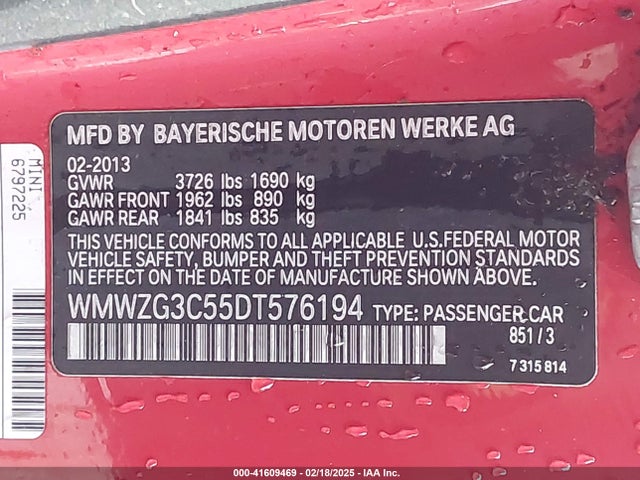 MINI
6797225
MFD BY BAYERISCHE MOTOREN WERKE AG
02-2013
GVWR 3726 lbs 1690 kg
GAWR FRONT 1962 lbs 890 kg
GAWR REAR 1841 lbs 835 kg
THIS VEHICLE CONFORMS TO ALL APPLICABLE U.S.FEDERAL MOTOR
VEHICLE SAFETY, BUMPER AND THEFT PREVENTION STANDARDS
IN EFFECT ON THE DATE OF MANUFACTURE SHOWN ABOVE.
WMWZG3C55DT576194 TYPE: PASSENGER CAR
851/3
7 315 814
000-41609469 - 02/18/2025 - IAA Inc.